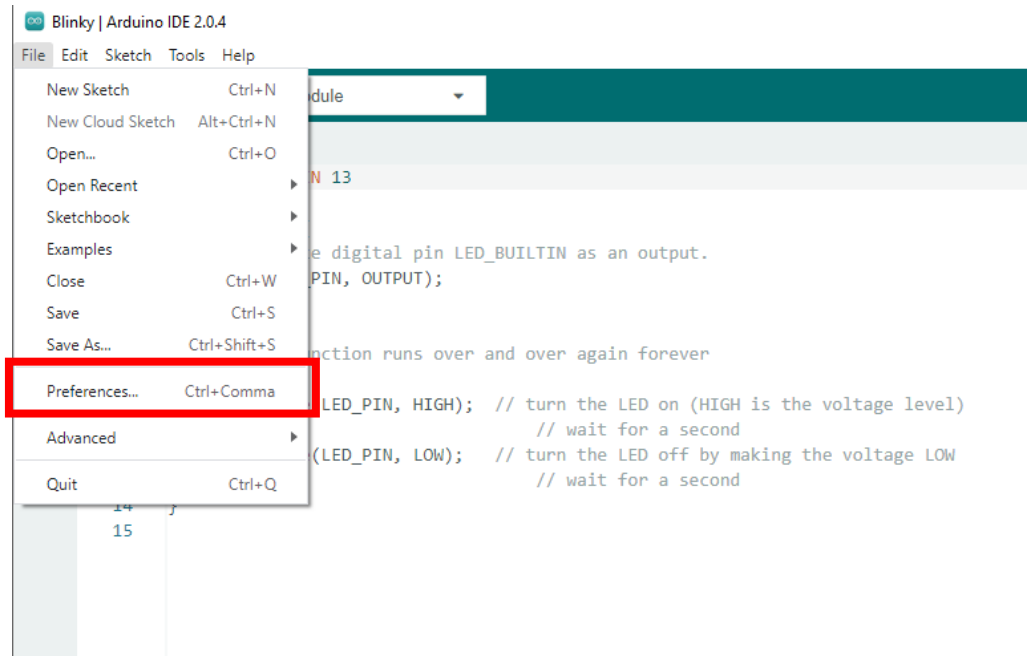 Blinky | Arduino IDE 2.0.4
File Edit Sketch Tools Help
New Sketch Ctrl+N
dule
New Cloud Sketch Alt+Ctrl+N
Open... Ctrl+O
Open Recent
N 13
Sketchbook
Examples
e digital pin LED_BUILTIN as an output.
Close Ctrl+W
PIN, OUTPUT);
Save Ctrl+S
Save As... Ctrl+Shift+S
nction runs over and over again forever
Preferences... Ctrl+Comma
LED_PIN, HIGH); // turn the LED on (HIGH is the voltage level)
// wait for a second
Advanced
(LED_PIN, LOW); // turn the LED off by making the voltage LOW
// wait for a second
Quit Ctrl+Q
14 }
15